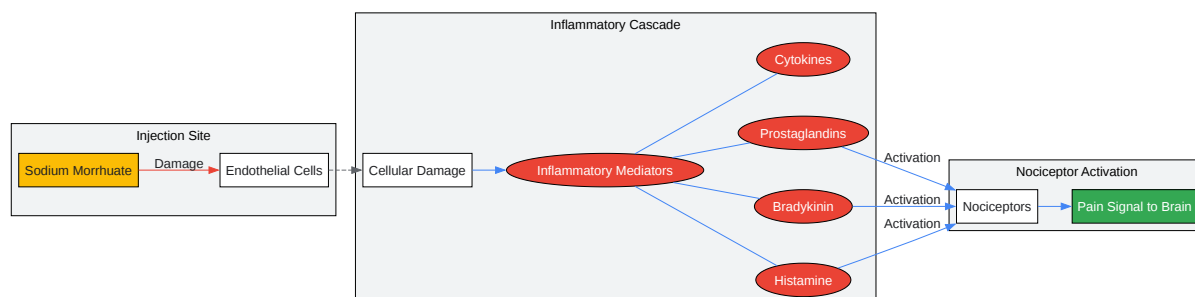 Inflammatory Cascade
Cytokines
Injection Site
Prostaglandins
Sodium Morrhuate
Damage
Endothelial Cells
Cellular Damage
Inflammatory Mediators
Activation
Nociceptor Activation
Bradykinin
Activation
Nociceptors
Pain Signal to Brain
Activation
Histamine